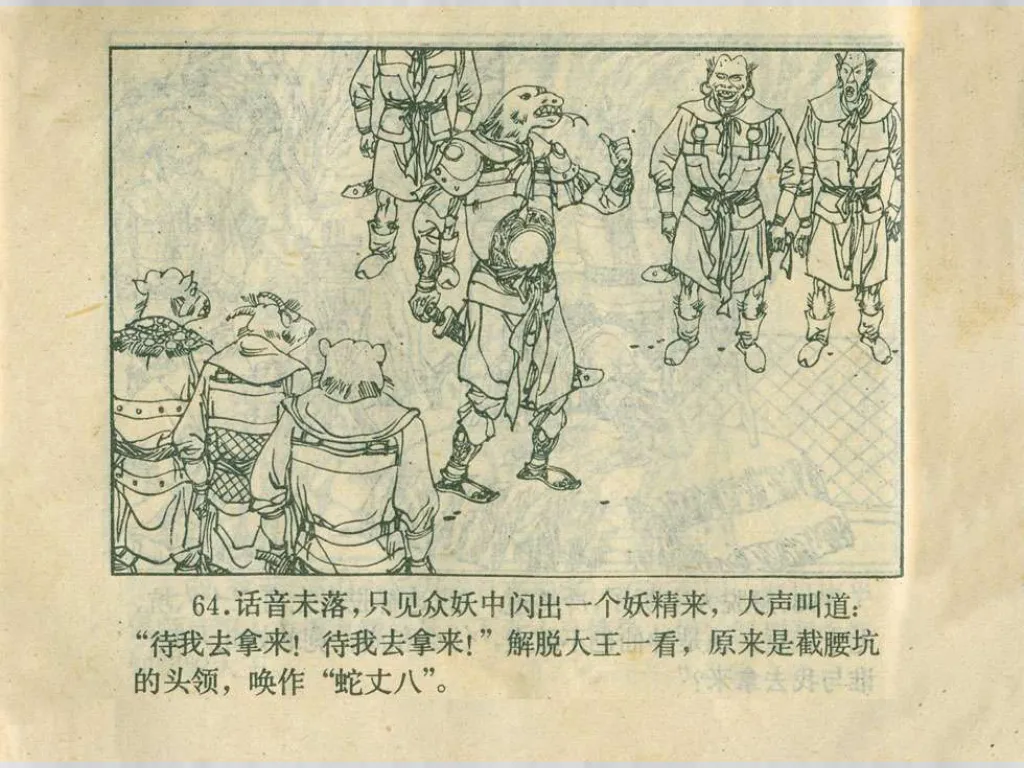 64.话音未落，只见众妖中闪出一个妖精来，大声叫道：
“待我去拿来！待我去拿来！”解脱大王一看，原来是截腰坑
的头领，唤作“蛇丈八”。